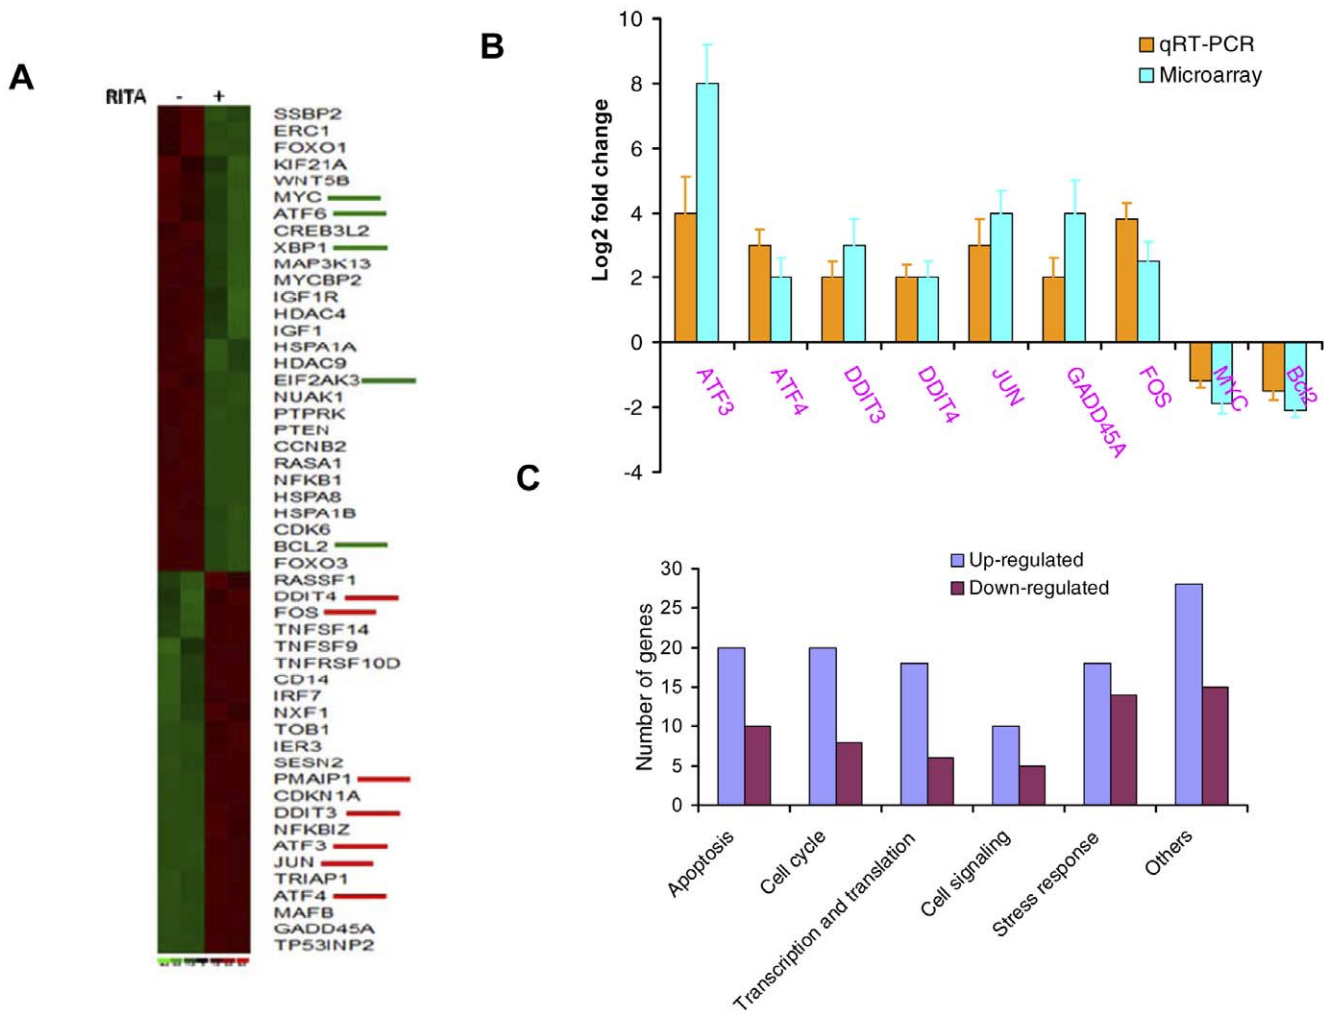 A
RITA - +
SSBP2
ERC1
FOXO1
KIF21A
WNT5B
MYC
ATF6
CREB3L2
XBP1
MAP3K13
MYCBP2
IGF1R
HDAC4
IGF1
HSPA1A
HDAC9
EIF2AK3
NUAK1
PTPRK
PTEN
CCNB2
RASA1
NFKB1
HSPA8
HSPA1B
CDK6
BCL2
FOXO3
RASSF1
DDIT4
FOS
TNFSF14
TNFSF9
TNFRSF10D
CD14
IRF7
NXF1
TOB1
IER3
SESN2
PMAIP1
CDKN1A
DDIT3
NFKBIZ
ATF3
JUN
TRIAP1
ATF4
MAFB
GADD45A
TP53INP2
B
Log2 fold change
10
8
6
4
2
0
-2
-4
qRT-PCR
Microarray
ATF3
ATF4
DDIT3
DDIT4
JUN
GADD45A
FOS
MYC
Bcl2
C
Number of genes
30
25
20
15
10
5
0
Up-regulated
Down-regulated
Apoptosis
Cell cycle
Transcription and translation
Cell signaling
Stress response
Others